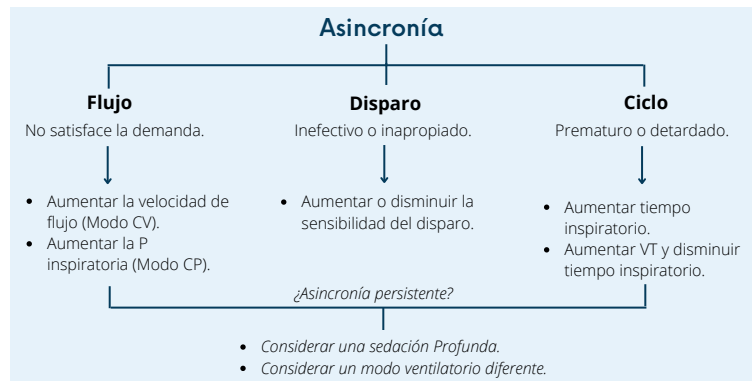 Asincronía
Flujo
No satisface la demanda.
• Aumentar la velocidad de
flujo (Modo CV).
• Aumentar la P
inspiratoria (Modo CP).
Disparo
Inefectivo o inapropiado.
• Aumentar o disminuir la
sensibilidad del disparo.
Ciclo
Prematuro o detardado.
• Aumentar tiempo
inspiratorio.
• Aumentar VT y disminuir
tiempo inspiratorio.
¿Asincronía persistente?
• Considerar una sedación Profunda.
• Considerar un modo ventilatorio diferente.